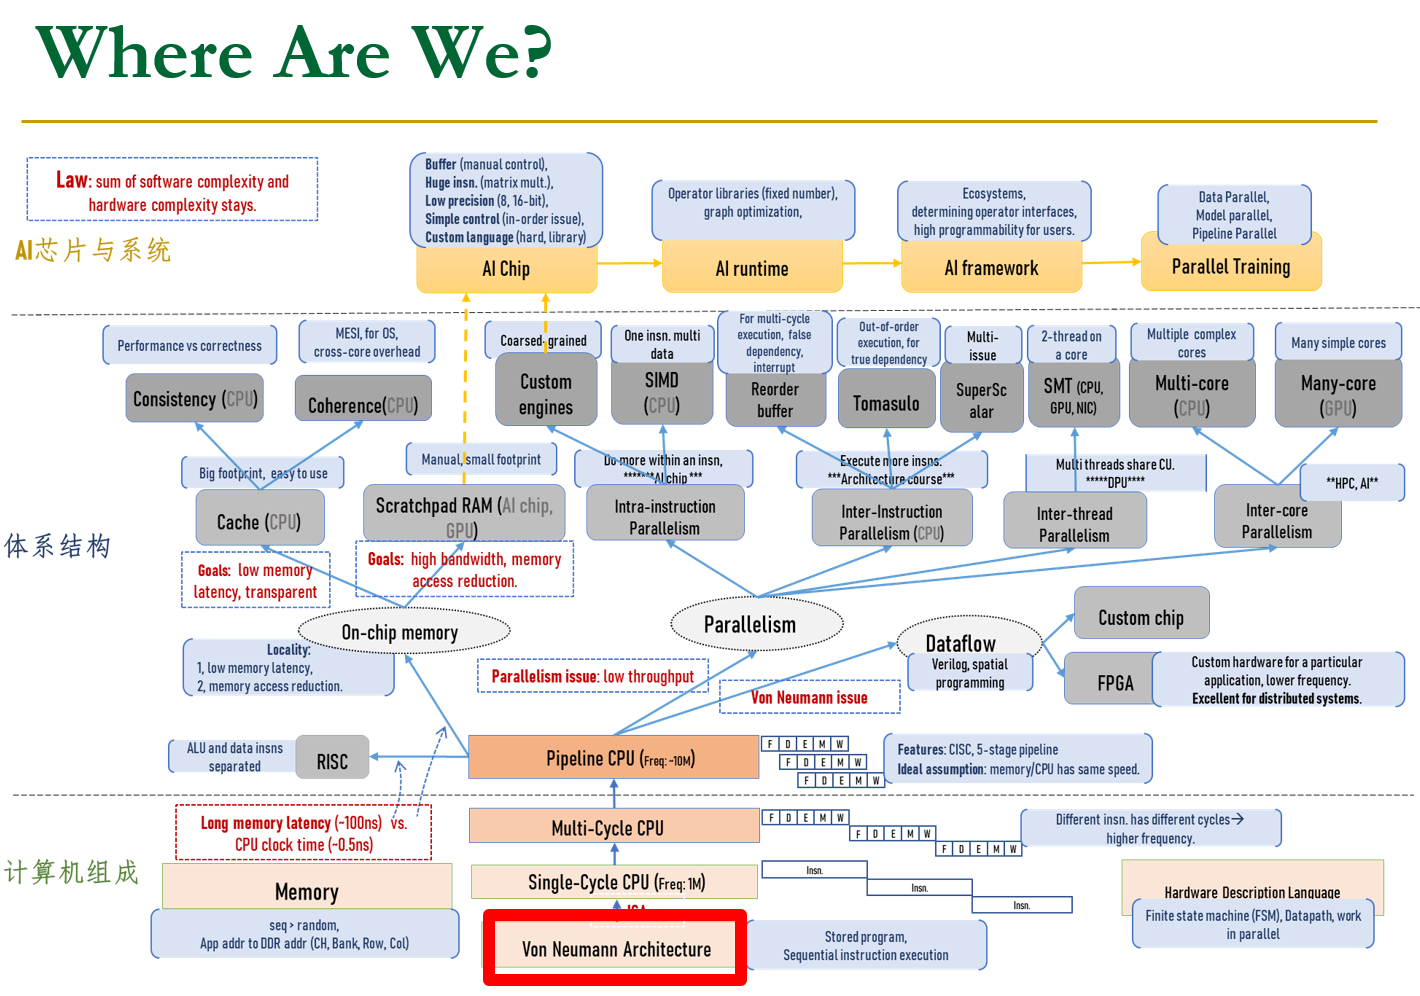 Where Are We?
Law: sum of software complexity and
hardware complexity stays.
AI芯片与系统
Buffer (manual control),
Huge insn. (matrix mult.),
Low precision (8, 16-bit),
Simple control (in-order issue),
Custom language (hard, library)
AI Chip
Operator libraries (fixed number),
graph optimization,
AI runtime
Ecosystems,
determining operator interfaces,
high programmability for users.
AI framework
Data Parallel,
Model parallel,
Pipeline Parallel
Parallel Training
Performance vs correctness
Consistency (CPU)
MESI, for OS,
cross-core overhead
Coherence(CPU)
Coarsed-grained
Custom
engines
One insn. multi
data
SIMD
(CPU)
For multi-cycle
execution, false
dependency,
interrupt
Reorder
buffer
Out-of-order
execution, for
true dependency
Tomasulo
Multi-
issue
SuperSc
alar
2-thread on
a core
SMT (CPU,
GPU, NIC)
Multiple complex
cores
Multi-core
(CPU)
Many simple cores
Many-core
(GPU)
体系结构
Big footprint, easy to use
Cache (CPU)
Goals: low memory
latency, transparent
Manual, small footprint
Scratchpad RAM (AI chip,
GPU)
Goals: high bandwidth, memory
access reduction.
Do more within an insn,
*******AI chip ***
Intra-instruction
Parallelism
Execute more insns.
***Architecture course***
Inter-Instruction
Parallelism (CPU)
Multi threads share CU.
*****DPU****
Inter-thread
Parallelism
**HPC, AI**
Inter-core
Parallelism
On-chip memory
Locality:
1, low memory latency,
2, memory access reduction.
Parallelism
Parallelism issue: low throughput
Von Neumann issue
Dataflow
Verilog, spatial
programming
Custom chip
FPGA
Custom hardware for a particular
application, lower frequency.
Excellent for distributed systems.
ALU and data insns
separated
RISC
Pipeline CPU (Freq: ~10M)
F D E M W
F D E M W
F D E M W
Features: CISC, 5-stage pipeline
Ideal assumption: memory/CPU has same speed.
计算机组成
Long memory latency (~100ns) vs.
CPU clock time (~0.5ns)
Memory
seq > random,
App addr to DDR addr (CH, Bank, Row, Col)
Multi-Cycle CPU
F D E M W
F D E M W
F D E M W
Different insn. has different cycles→
higher frequency.
Single-Cycle CPU (Freq: 1M)
Insn.
Insn.
Insn.
Von Neumann Architecture
Stored program,
Sequential instruction execution
Hardware Description Language
Finite state machine (FSM), Datapath, work
in parallel